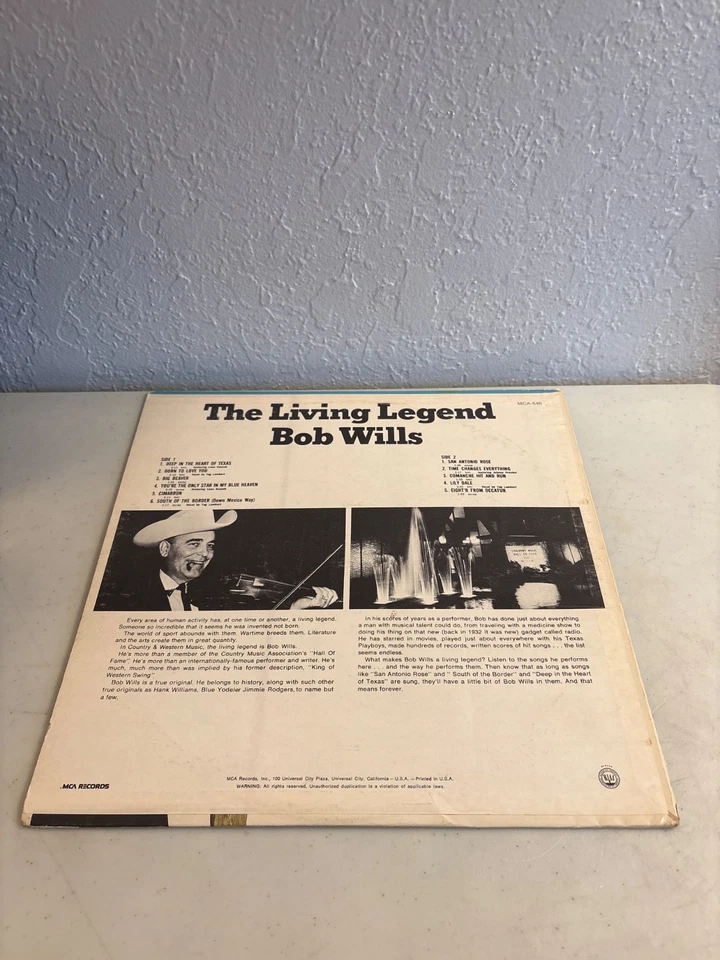 The Living Legend
Bob Wills
MCA-546
SIDE 1
1. DEEP IN THE HEART OF TEXAS
2. BORN TO LOVE YOU
Vocal by Tag Lambert
3. BIG BEAVER
4. YOU'RE THE ONLY STAR IN MY BLUE HEAVEN
5. CIMARRON
6. SOUTH OF THE BORDER (Down Mexico Way)
Vocal by Tag Lambert
SIDE 2
1. SAN ANTONIO ROSE
2. TIME CHANGES EVERYTHING
3. COMANCHE HIT AND RUN
4. LILY DALE
Vocal by Tag Lambert
5. EIGHT'R FROM DECATUR
COUNTRY MUSIC
HALL OF FAME
Every area of human activity has, at one time or another, a living legend.
Someone so incredible that it seems he was invented not born.
The world of sport abounds with them. Wartime breeds them. Literature
and the arts create them in great quantity.
In Country & Western Music, the living legend is Bob Wills.
He's more than a member of the Country Music Association's "Hall Of
Fame". He's more than an internationally-famous performer and writer. He's
much, much more than was implied by his former description, "King of
Western Swing".
Bob Wills is a true original. He belongs to history, along with such other
true originals as Hank Williams, Blue Yodeler Jimmie Rodgers, to name but
a few.
In his scores of years as a performer, Bob has done just about everything
a man with musical talent could do, from traveling with a medicine show to
doing his thing on that new (back in 1932 it was new) gadget called radio.
He has starred in movies, played just about everywhere with his Texas
Playboys, made hundreds of records, written scores of hit songs . . . the list
seems endless.
What makes Bob Wills a living legend? Listen to the songs he performs
here . . . and the way he performs them. Then know that as long as songs
like "San Antonio Rose" and " South of the Border" and "Deep in the Heart
of Texas" are sung, they'll have a little bit of Bob Wills in them. And that
means forever.
MCA RECORDS
MCA Records, Inc., 100 Universal City Plaza, Universal City, California – U.S.A. – Printed in U.S.A.
WARNING: All rights reserved. Unauthorized duplication is a violation of applicable laws.